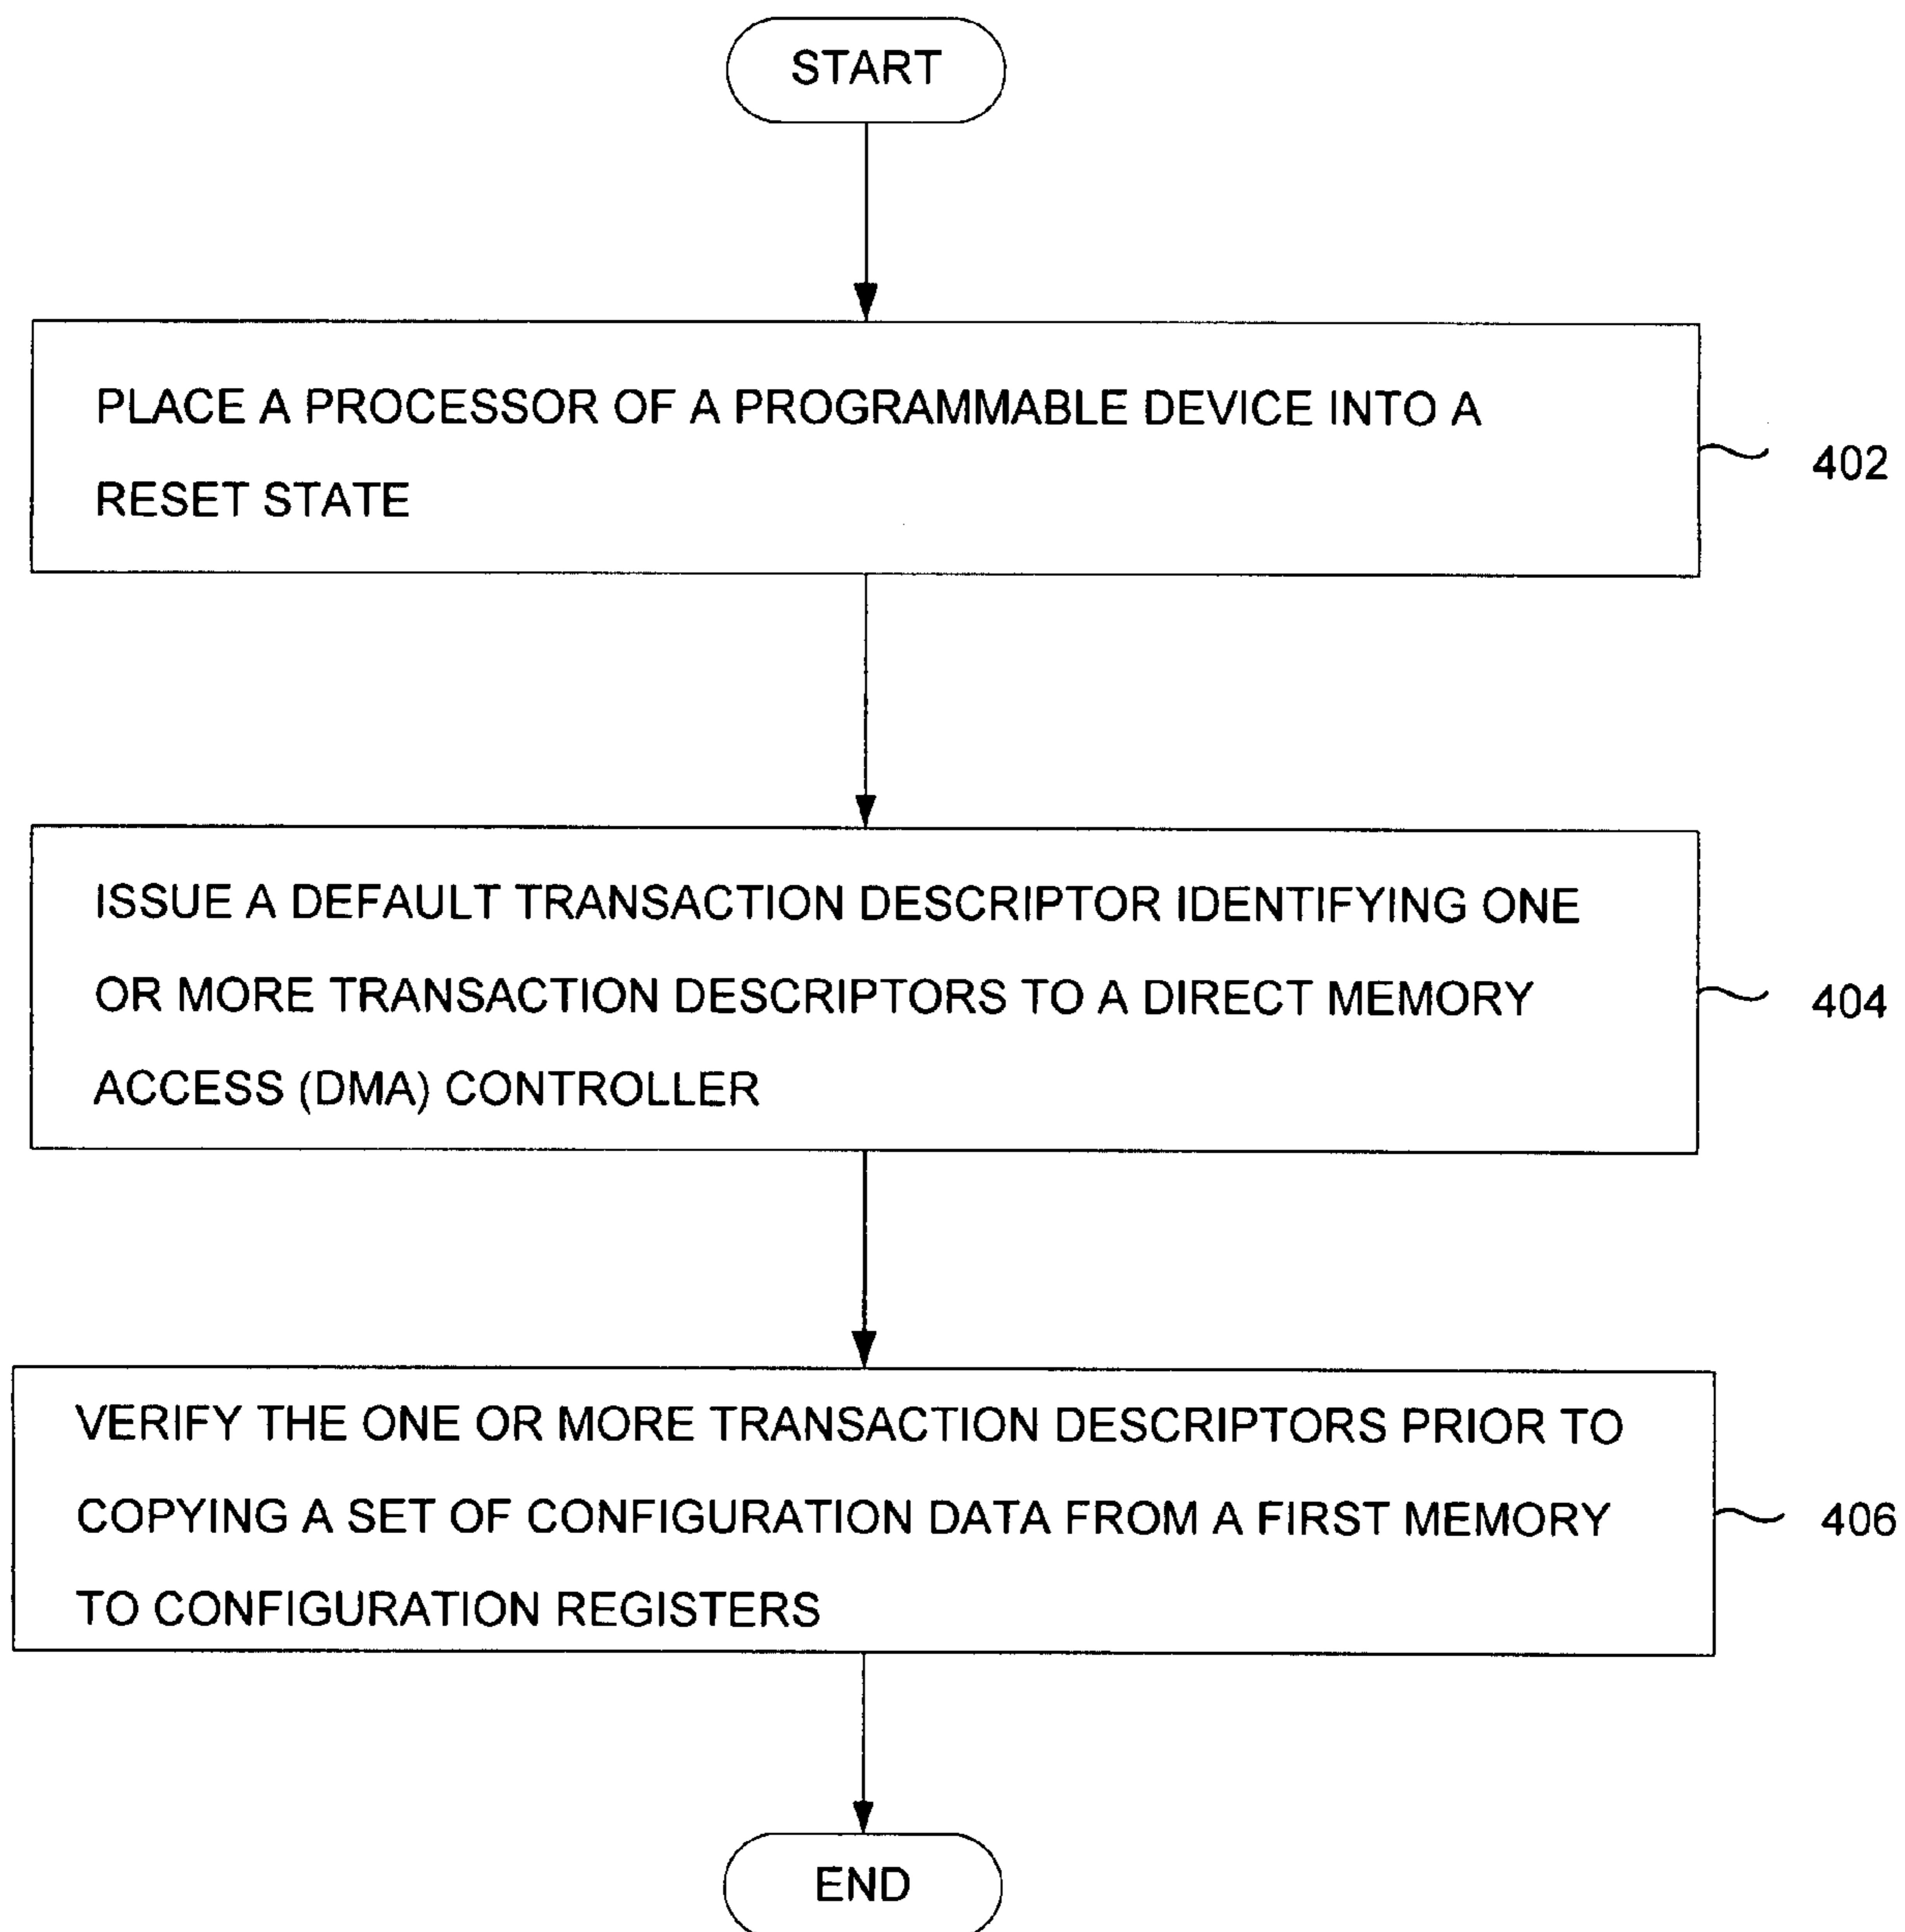 START
PLACE A PROCESSOR OF A PROGRAMMABLE DEVICE INTO A
RESET STATE
402
ISSUE A DEFAULT TRANSACTION DESCRIPTOR IDENTIFYING ONE
OR MORE TRANSACTION DESCRIPTORS TO A DIRECT MEMORY
ACCESS (DMA) CONTROLLER
404
VERIFY THE ONE OR MORE TRANSACTION DESCRIPTORS PRIOR TO
COPYING A SET OF CONFIGURATION DATA FROM A FIRST MEMORY
TO CONFIGURATION REGISTERS
406
END